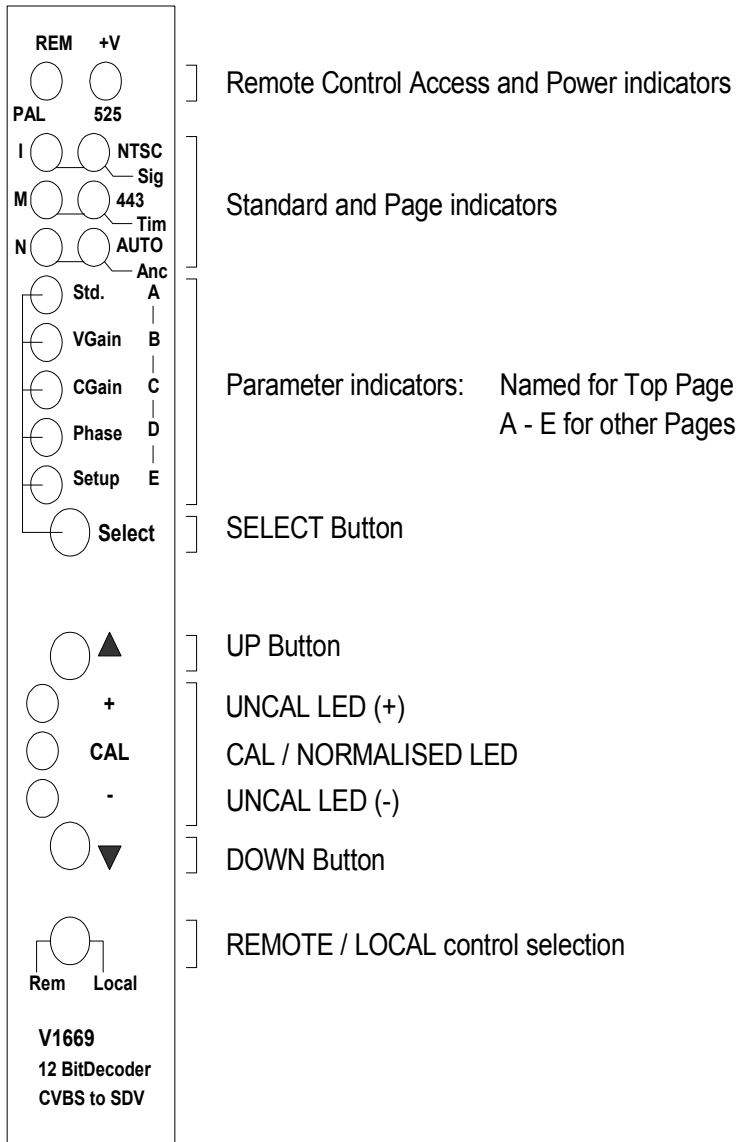 REM +V
Remote Control Access and Power indicators
PAL 525
I NTSC
Sig
M 443
Tim
N AUTO
Anc
Standard and Page indicators
Std. A
VGain B
CGain C
Phase D
Setup E
Parameter indicators: Named for Top Page
A - E for other Pages
Select
SELECT Button
▲
UP Button
+
UNCAL LED (+)
CAL
CAL / NORMALISED LED
-
UNCAL LED (-)
▼
DOWN Button
REMOTE / LOCAL control selection
Rem Local
V1669
12 BitDecoder
CVBS to SDV